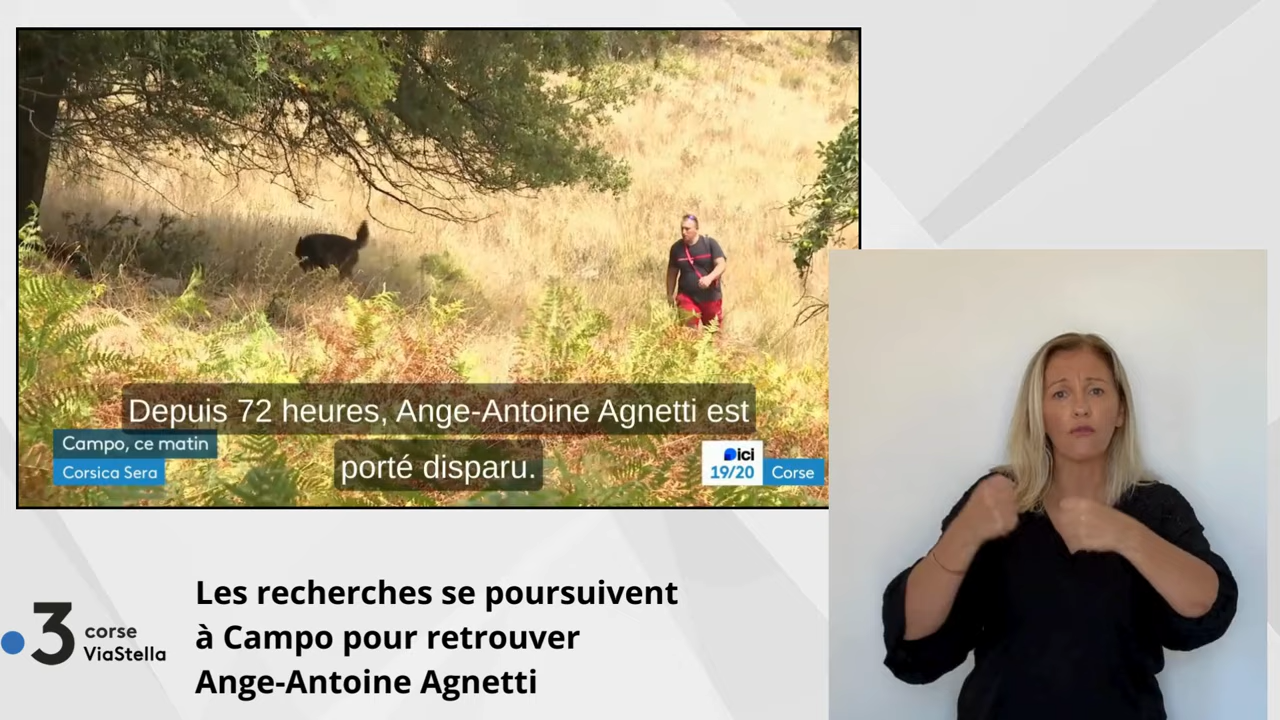 Depuis 72 heures, Ange-Antoine Agnetti est
porté disparu.
Campo, ce matin
Corsica Sera
ici
19/20 Corse
3 corse
ViaStella
Les recherches se poursuivent
à Campo pour retrouver
Ange-Antoine Agnetti